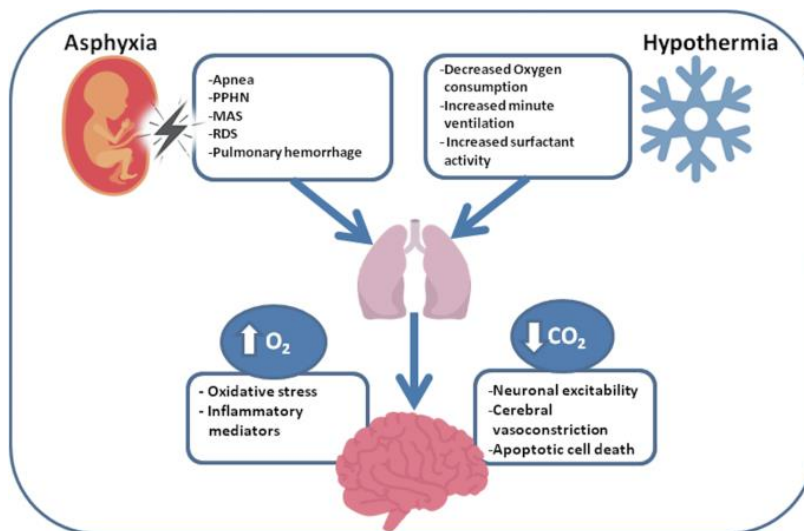 Asphyxia
-Apnea
-PPHN
-MAS
-RDS
-Pulmonary hemorrhage
Hypothermia
-Decreased Oxygen
consumption
-Increased minute
ventilation
- Increased surfactant
activity
O₂
- Oxidative stress
- Inflammatory
mediators
CO₂
-Neuronal excitability
-Cerebral
vasoconstriction
-Apoptotic cell death